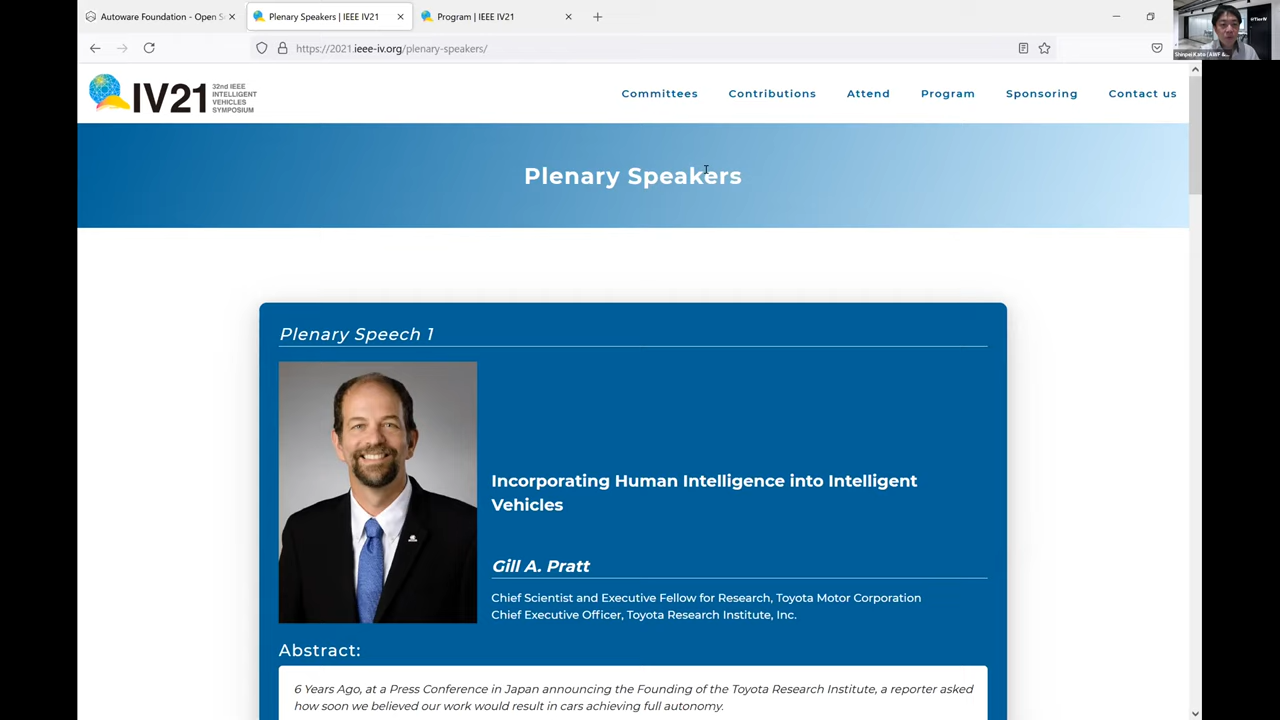 Autoware Foundation - Open S
Plenary Speakers | IEEE IV21
Program | IEEE IV21
https://2021.ieee-iv.org/plenary-speakers/
IV21
32nd IEEE
INTELLIGENT
VEHICLES
SYMPOSIUM
Committees
Contributions
Attend
Program
Sponsoring
Contact us
Plenary Speakers
Plenary Speech 1
Incorporating Human Intelligence into Intelligent
Vehicles
Gill A. Pratt
Chief Scientist and Executive Fellow for Research, Toyota Motor Corporation
Chief Executive Officer, Toyota Research Institute, Inc.
Abstract:
6 Years Ago, at a Press Conference in Japan announcing the Founding of the Toyota Research Institute, a reporter asked
how soon we believed our work would result in cars achieving full autonomy.
Shinpei Kato (AWF &...